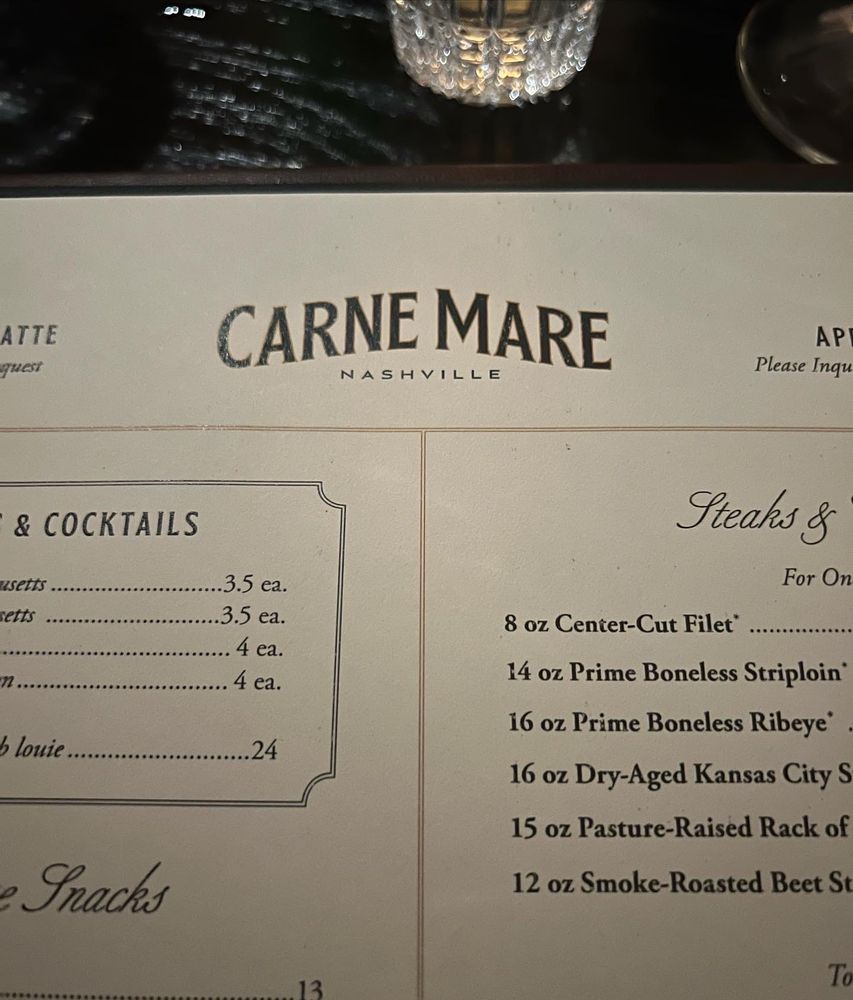 ATTE
quest
CARNE MARE
NASHVILLE
Please Inqu
& COCKTAILS
usetts ........................3.5 ea.
setts ........................3.5 ea.
................................ 4 ea.
n............................. 4 ea.
b louie.........................24
Snacks
13
Steaks &
For On
8 oz Center-Cut Filet* ..............
14 oz Prime Boneless Striploin*
16 oz Prime Boneless Ribeye* .
16 oz Dry-Aged Kansas City S
15 oz Pasture-Raised Rack of
12 oz Smoke-Roasted Beet St
To